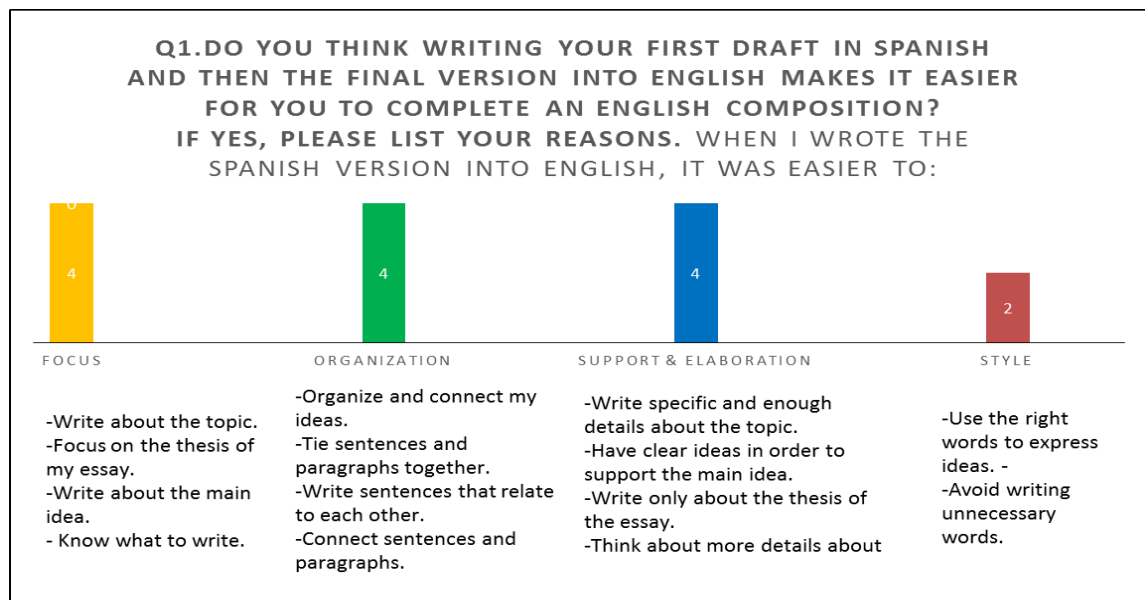 Q1.DO YOU THINK WRITING YOUR FIRST DRAFT IN SPANISH
AND THEN THE FINAL VERSION INTO ENGLISH MAKES IT EASIER
FOR YOU TO COMPLETE AN ENGLISH COMPOSITION?
IF YES, PLEASE LIST YOUR REASONS. WHEN I WROTE THE
SPANISH VERSION INTO ENGLISH, IT WAS EASIER TO:
4
4
4
2
FOCUS
ORGANIZATION
SUPPORT & ELABORATION
STYLE
-Write about the topic.
-Focus on the thesis of
my essay.
-Write about the main
idea.
- Know what to write.
-Organize and connect my
ideas.
-Tie sentences and
paragraphs together.
-Write sentences that relate
to each other.
-Connect sentences and
paragraphs.
-Write specific and enough
details about the topic.
-Have clear ideas in order to
support the main idea.
-Write only about the thesis of
the essay.
-Think about more details about
-Use the right
words to express
ideas. -
-Avoid writing
unnecessary
words.